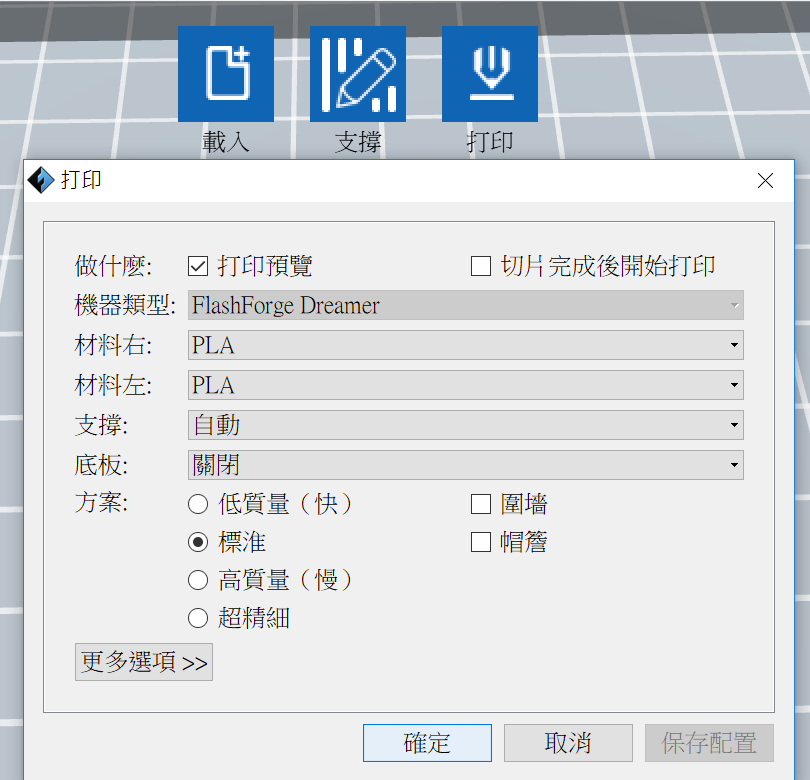 載入 支撐 打印
打印
做什麼: 打印預覽 切片完成後開始打印
機器類型: FlashForge Dreamer
材料右: PLA
材料左: PLA
支撐: 自動
底板: 關閉
方案: 低質量（快） 圍墻
標淮 帽簷
高質量（慢）
超精細
更多選項 >>
確定 取消 保存配置